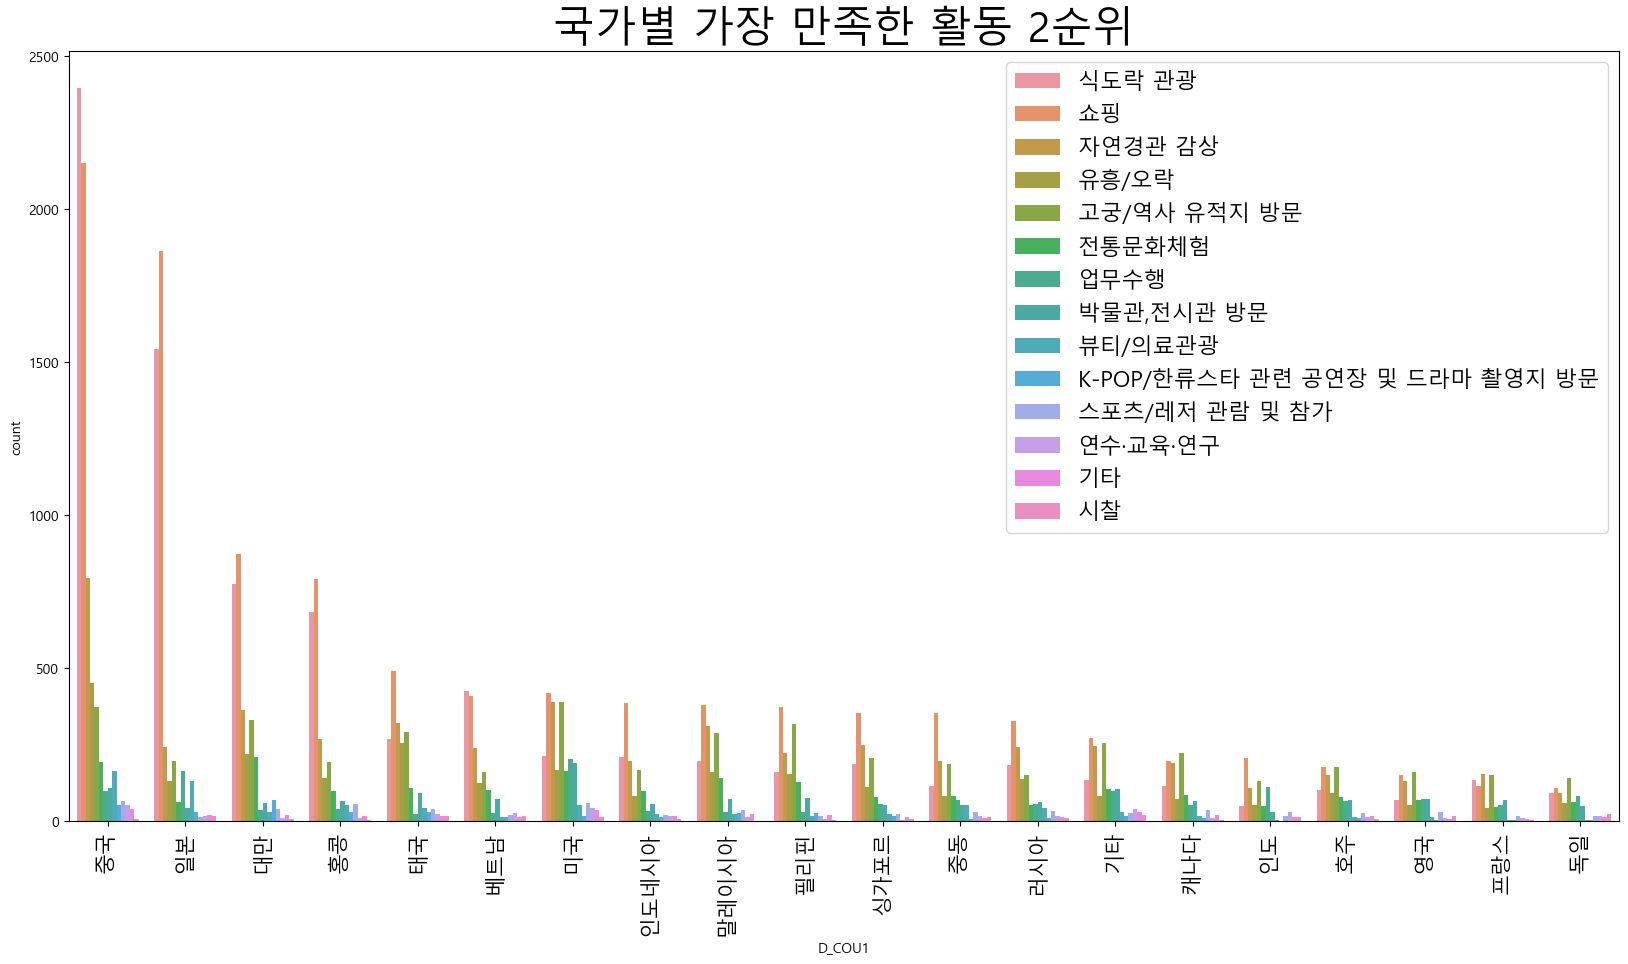 국가별 가장 만족한 활동 2순위
2500
2000
1500
1000
500
0
count
식도락 관광
쇼핑
자연경관 감상
유흥/오락
고궁/역사 유적지 방문
전통문화체험
업무수행
박물관,전시관 방문
뷰티/의료관광
K-POP/한류스타 관련 공연장 및 드라마 촬영지 방문
스포츠/레저 관람 및 참가
연수·교육·연구
기타
시찰
중국
일본
대만
홍콩
태국
베트남
미국
인도네시아
말레이시아
필리핀
싱가포르
중동
러시아
기타
캐나다
인도
호주
영국
프랑스
독일
D_COU1